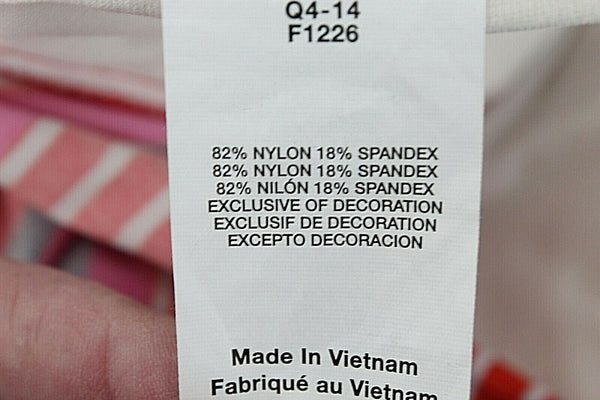 Q4-14
F1226
82% NYLON 18% SPANDEX
82% NYLON 18% SPANDEX
82% NILÓN 18% SPANDEX
EXCLUSIVE OF DECORATION
EXCLUSIF DE DECORATION
EXCEPTO DECORACION
Made In Vietnam
Fabriqué au Vietnam